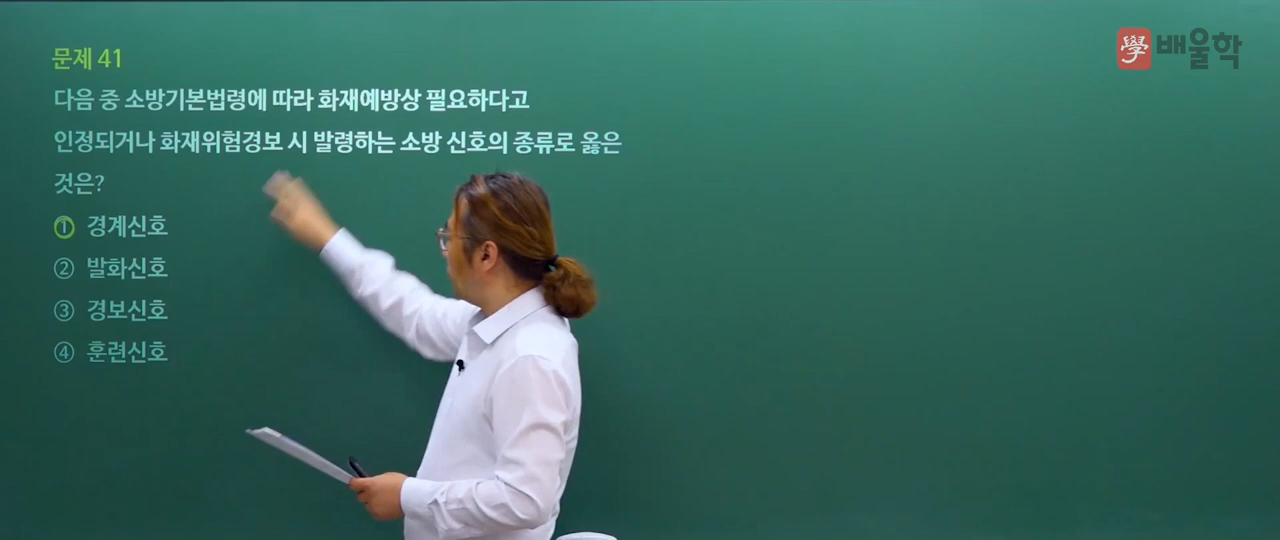 문제 41
學 배울학
다음 중 소방기본법령에 따라 화재예방상 필요하다고
인정되거나 화재위험경보 시 발령하는 소방 신호의 종류로 옳은
것은?
① 경계신호
② 발화신호
③ 경보신호
④ 훈련신호